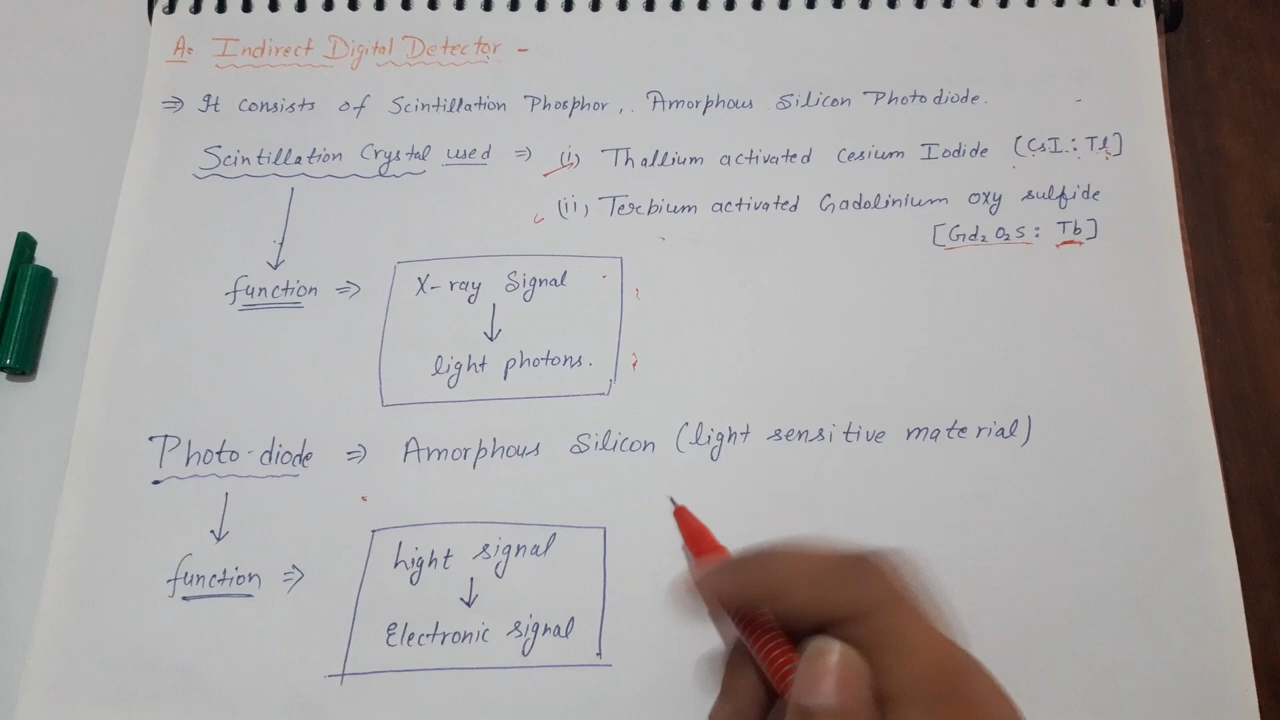 A: Indirect Digital Detector -
⇒ It consists of Scintillation Phosphor, Amorphous Silicon Photodiode.
Scintillation Crystal used ⇒ (i) Thallium activated Cesium Iodide [CsI : Tl]
(ii) Terbium activated Gadolinium oxy sulfide
[Gd2 O2 S : Tb]
function ⇒ X-ray Signal
↓
light photons.
Photo-diode ⇒ Amorphous Silicon (light sensitive material)
function ⇒ Light signal
↓
Electronic signal